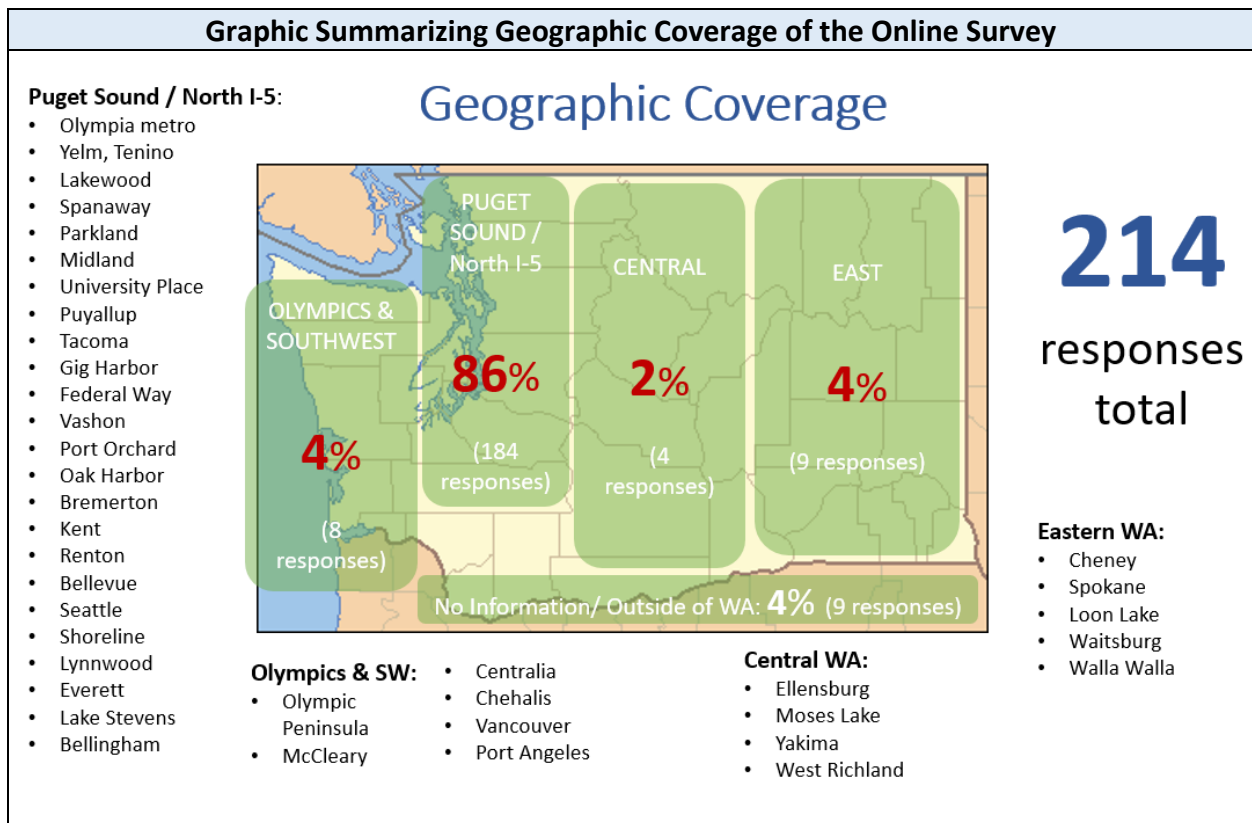 Graphic Summarizing Geographic Coverage of the Online Survey
Geographic Coverage
Puget Sound / North I-5:
• Olympia metro
• Yelm, Tenino
• Lakewood
• Spanaway
• Parkland
• Midland
• University Place
• Puyallup
• Tacoma
• Gig Harbor
• Federal Way
• Vashon
• Port Orchard
• Oak Harbor
• Bremerton
• Kent
• Renton
• Bellevue
• Seattle
• Shoreline
• Lynnwood
• Everett
• Lake Stevens
• Bellingham
OLYMPICS &
SOUTHWEST
4%
(8
responses)
PUGET
SOUND /
North I-5
86%
(184
responses)
CENTRAL
2%
(4
responses)
EAST
4%
(9 responses)
No Information/ Outside of WA: 4% (9 responses)
214
responses
total
Olympics & SW:
• Olympic
Peninsula
• McCleary
• Centralia
• Chehalis
• Vancouver
• Port Angeles
Central WA:
• Ellensburg
• Moses Lake
• Yakima
• West Richland
Eastern WA:
• Cheney
• Spokane
• Loon Lake
• Waitsburg
• Walla Walla